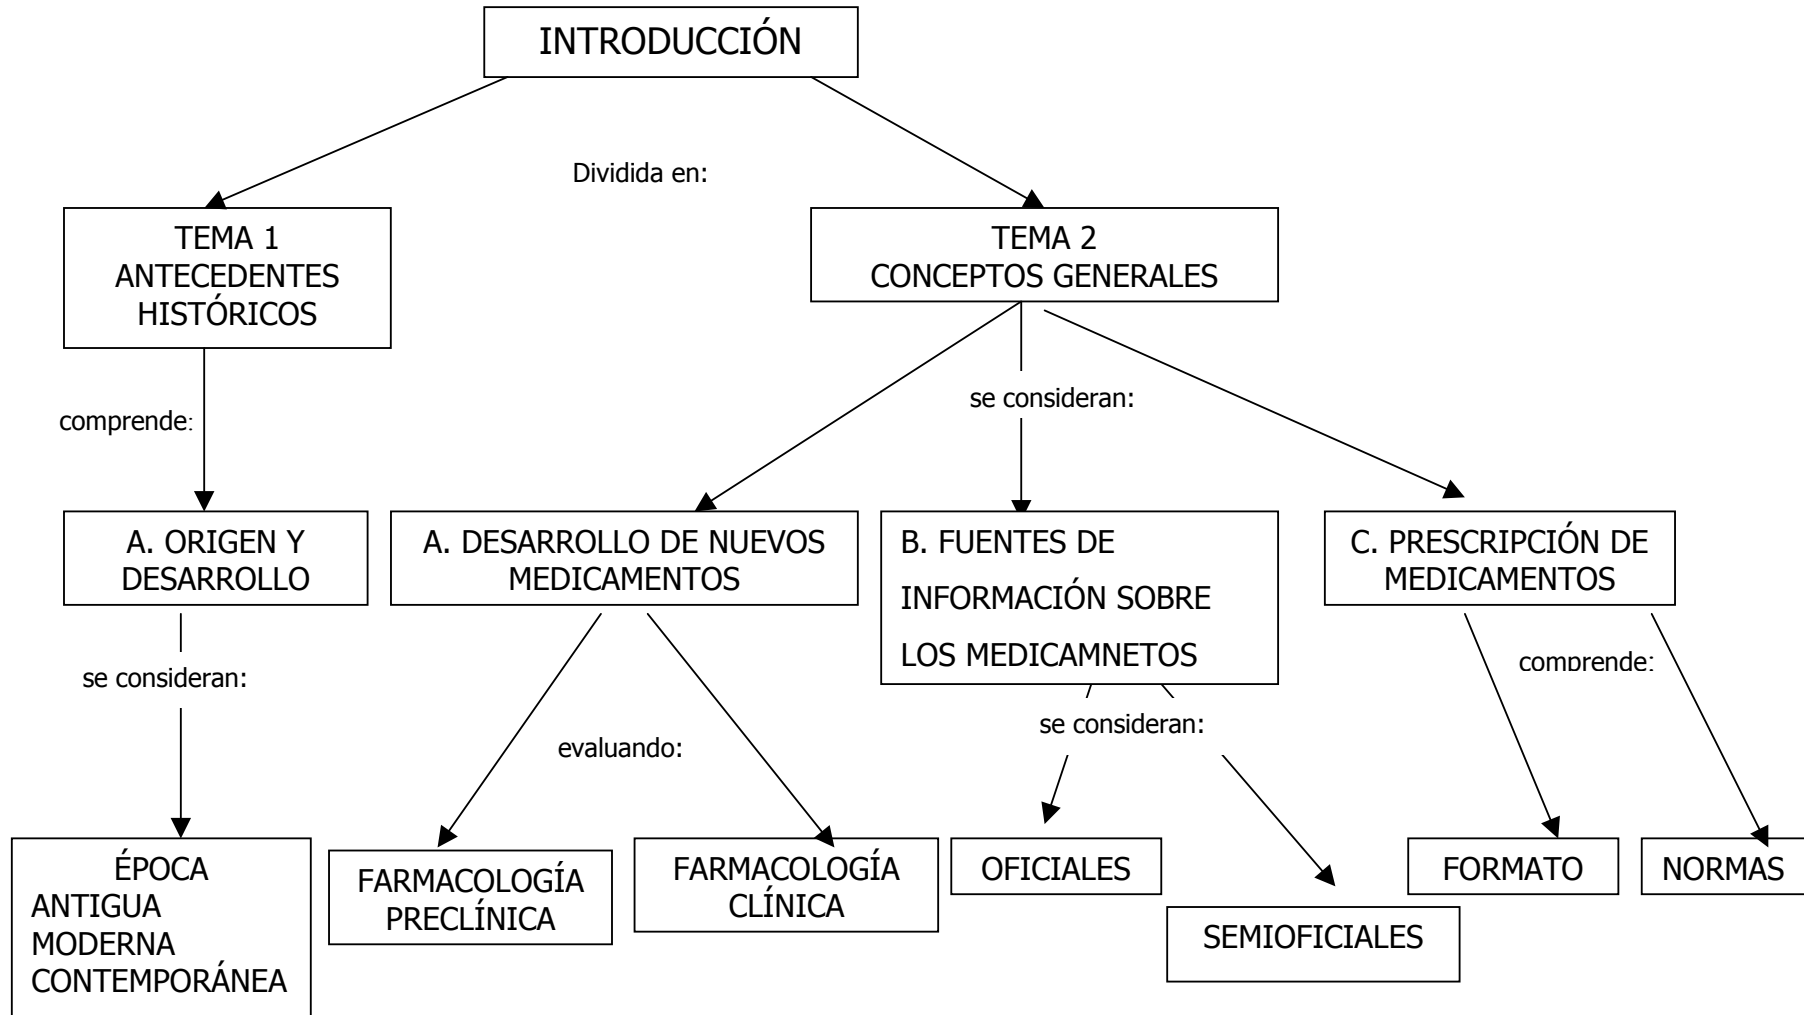 INTRODUCCIÓN
Dividida en:
TEMA 1
ANTECEDENTES
HISTÓRICOS
TEMA 2
CONCEPTOS GENERALES
comprende:
se consideran:
A. ORIGEN Y
DESARROLLO
A. DESARROLLO DE NUEVOS
MEDICAMENTOS
B. FUENTES DE
INFORMACIÓN SOBRE
LOS MEDICAMNETOS
C. PRESCRIPCIÓN DE
MEDICAMENTOS
se consideran:
evaluando:
se consideran:
comprende:
ÉPOCA
ANTIGUA
MODERNA
CONTEMPORÁNEA
FARMACOLOGÍA
PRECLÍNICA
FARMACOLOGÍA
CLÍNICA
OFICIALES
SEMIOFICIALES
FORMATO
NORMAS